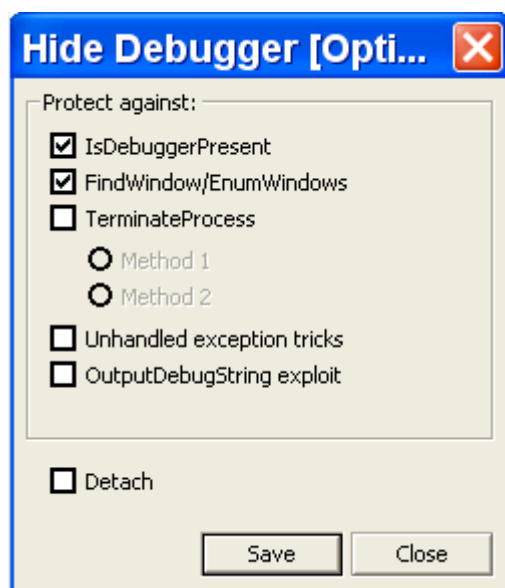 Hide Debugger [Opti...
Protect against:
IsDebuggerPresent
FindWindow/EnumWindows
TerminateProcess
Method 1
Method 2
Unhandled exception tricks
OutputDebugString exploit
Detach
Save
Close